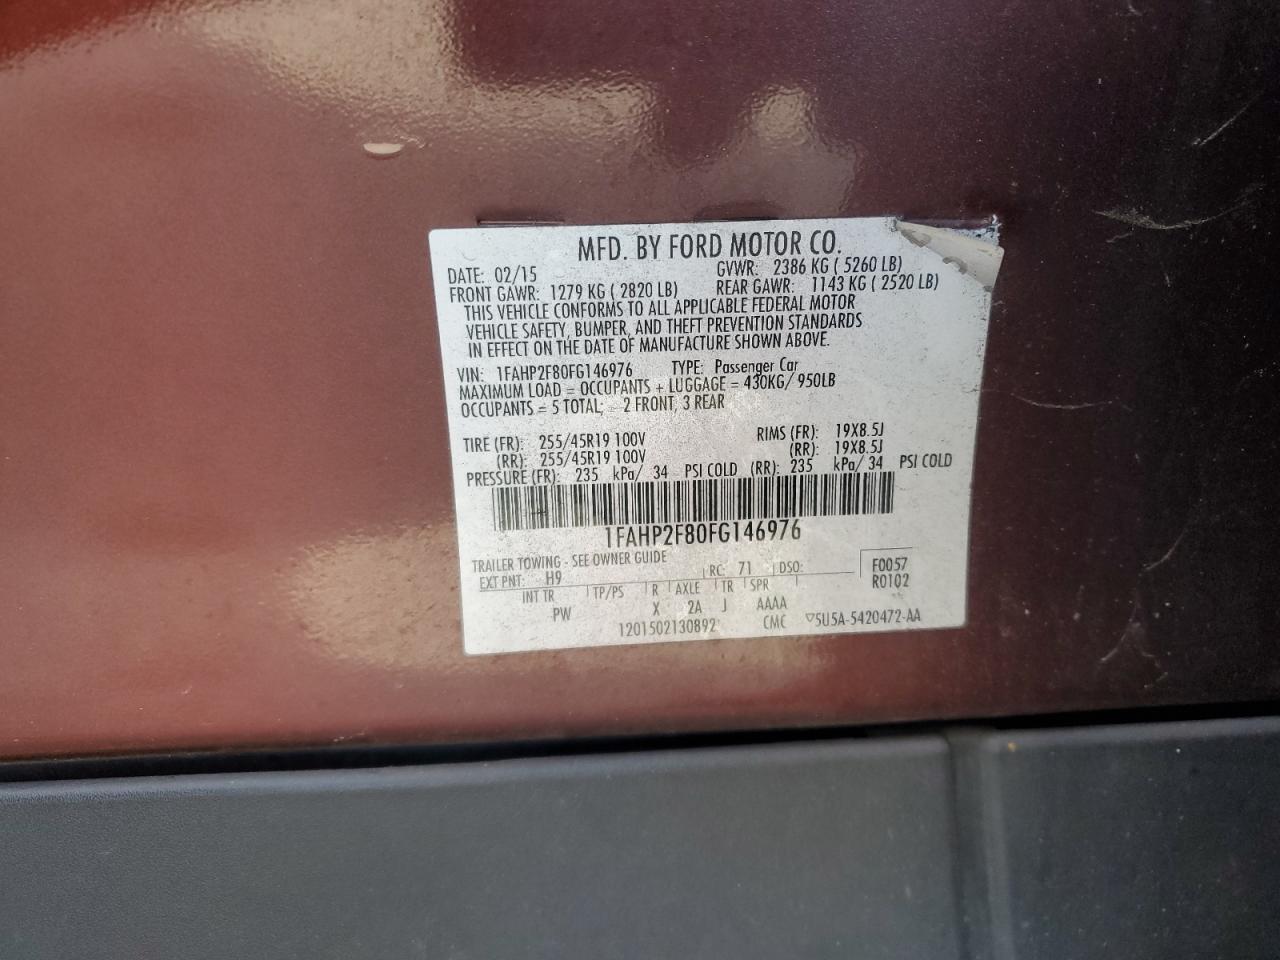 MFD. BY FORD MOTOR CO.
DATE: 02/15 GVWR: 2386 KG ( 5260 LB)
FRONT GAWR: 1279 KG ( 2820 LB) REAR GAWR: 1143 KG ( 2520 LB)
THIS VEHICLE CONFORMS TO ALL APPLICABLE FEDERAL MOTOR
VEHICLE SAFETY, BUMPER, AND THEFT PREVENTION STANDARDS
IN EFFECT ON THE DATE OF MANUFACTURE SHOWN ABOVE.
VIN: 1FAHP2F80FG146976 TYPE: Passenger Car
MAXIMUM LOAD = OCCUPANTS + LUGGAGE = 430KG/ 950LB
OCCUPANTS = 5 TOTAL; 2 FRONT, 3 REAR
TIRE (FR): 255/45R19 100V RIMS (FR): 19X8.5J
(RR): 255/45R19 100V (RR): 19X8.5J
PRESSURE (FR): 235 kPa/ 34 PSI COLD (RR): 235 kPa/ 34 PSI COLD
1FAHP2F80FG146976
TRAILER TOWING - SEE OWNER GUIDE
EXT PNT: H9 RC: 71 DSO: F0057
R0102
INT TR TP/PS R AXLE TR SPR
PW X 2A J AAAA
1201502130892 CMC ▽5U5A-5420472-AA